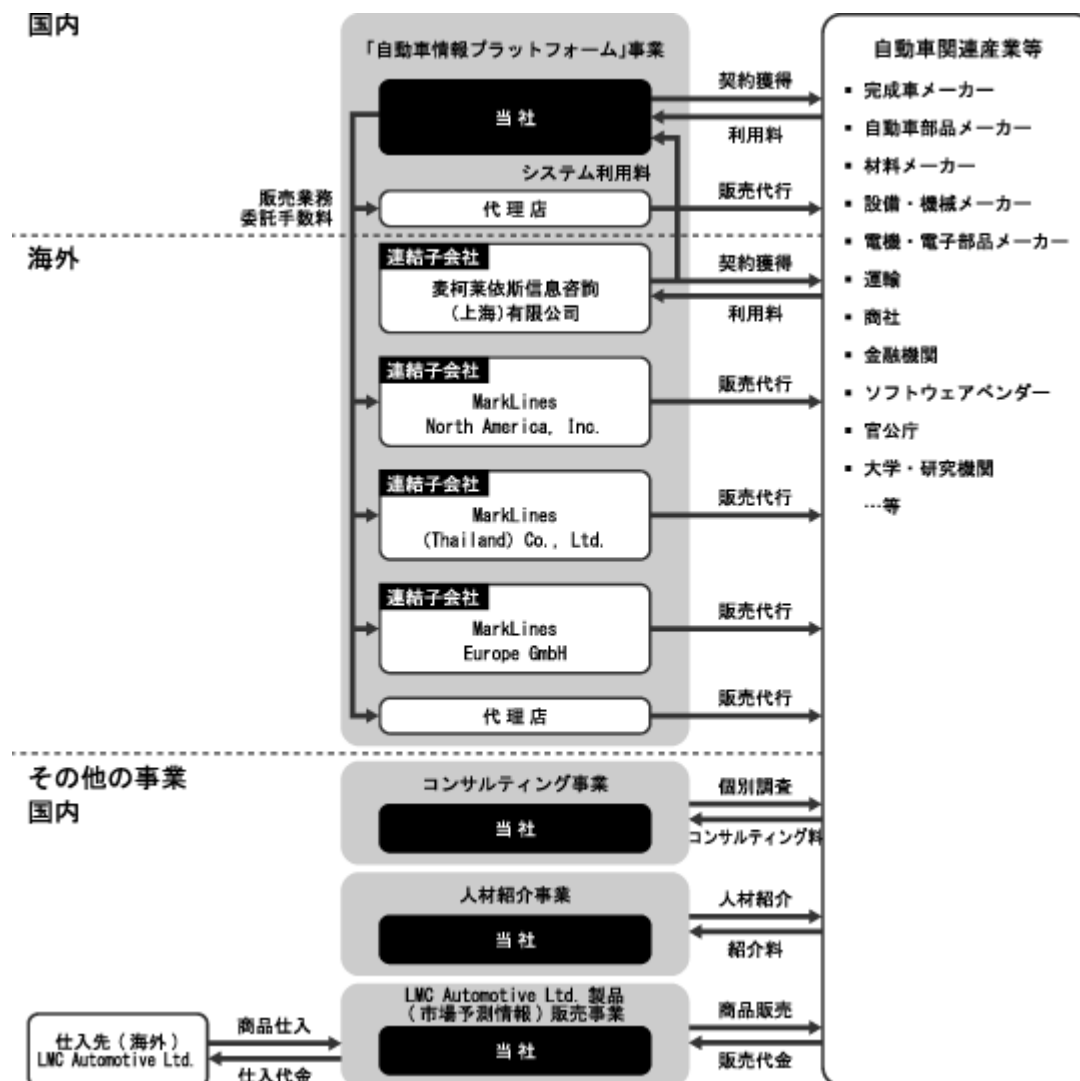 国内
「自動車情報プラットフォーム」事業
当社
契約獲得
利用料
システム利用料
販売業務
委託手数料
代理店
販売代行
海外
連結子会社
麦柯莱依斯信息咨詢
(上海)有限公司
契約獲得
利用料
連結子会社
MarkLines
North America, Inc.
販売代行
連結子会社
MarkLines
(Thailand) Co., Ltd.
販売代行
連結子会社
MarkLines
Europe GmbH
販売代行
代理店
販売代行
自動車関連産業等
▪ 完成車メーカー
▪ 自動車部品メーカー
▪ 材料メーカー
▪ 設備・機械メーカー
▪ 電機・電子部品メーカー
▪ 運輸
▪ 商社
▪ 金融機関
▪ ソフトウェアベンダー
▪ 官公庁
▪ 大学・研究機関
…等
その他の事業
国内
コンサルティング事業
当社
個別調査
コンサルティング料
人材紹介事業
当社
人材紹介
紹介料
LMC Automotive Ltd. 製品
(市場予測情報)販売事業
当社
商品販売
販売代金
仕入先(海外)
LMC Automotive Ltd.
商品仕入
仕入代金